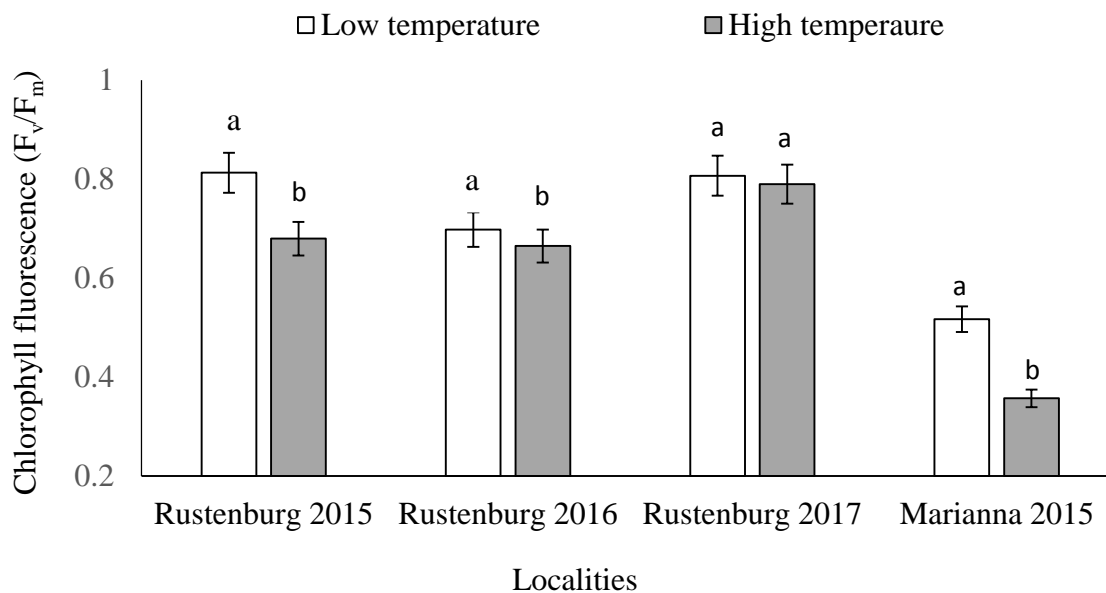 Low temperature High temperaure
Chlorophyll fluorescence (Fv/Fm)
1
0.8
0.6
0.4
0.2
a b a b a a a b
Rustenburg 2015 Rustenburg 2016 Rustenburg 2017 Marianna 2015
Localities